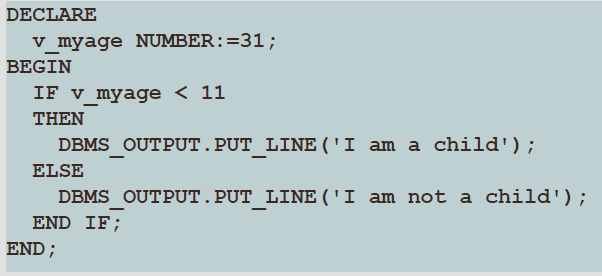 DECLARE
v_myage NUMBER:=31;
BEGIN
IF v_myage < 11
THEN
DBMS_OUTPUT.PUT_LINE('I am a child');
ELSE
DBMS_OUTPUT.PUT_LINE('I am not a child');
END IF;
END;